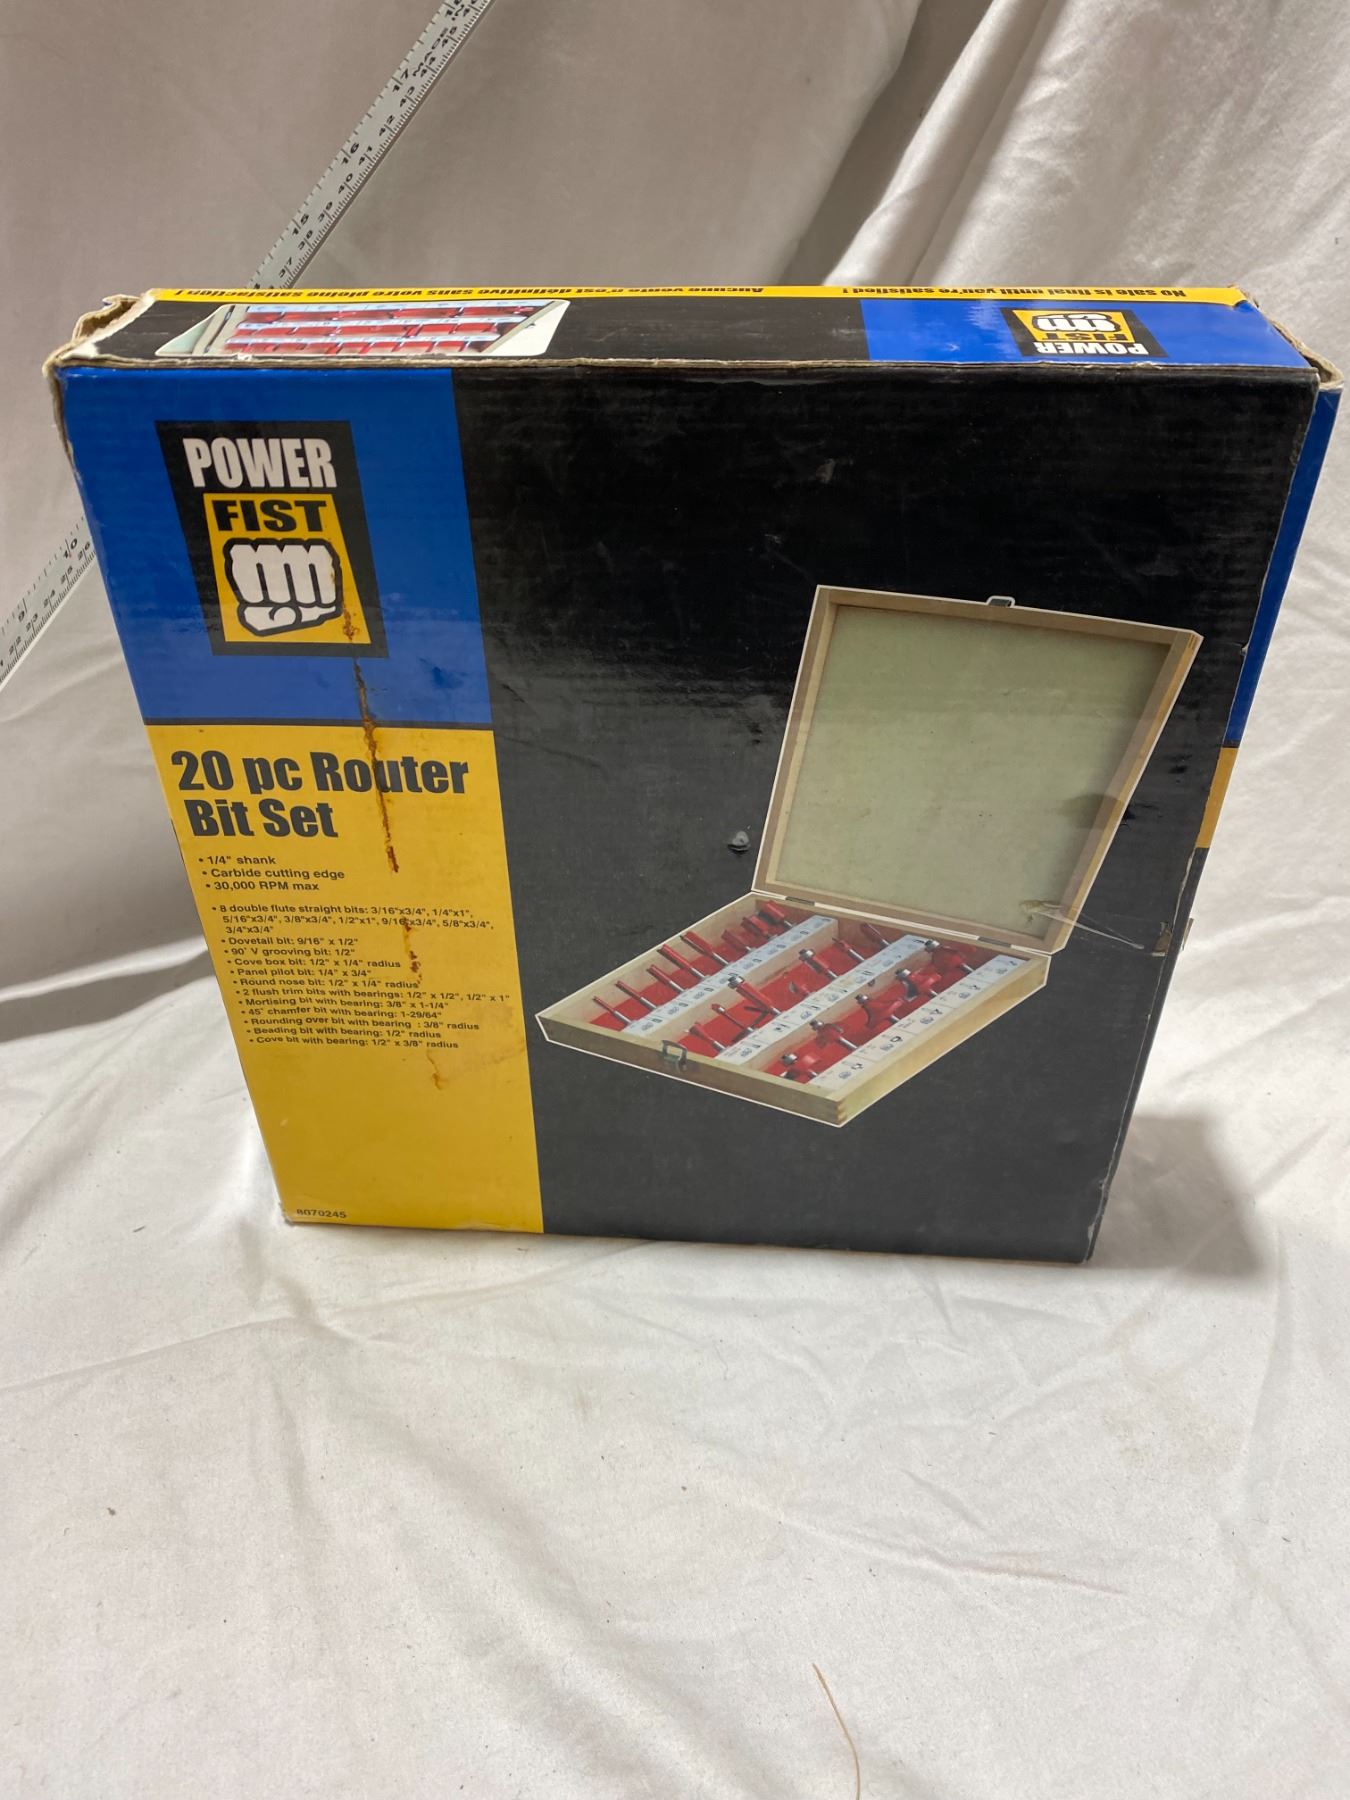 No sale is final until you're satisfied!
Aucune vente n'est définitive sans votre pleine satisfaction !
POWER
FIST
POWER
FIST
20 pc Router
Bit Set
• 1/4" shank
• Carbide cutting edge
• 30,000 RPM max
• 8 double flute straight bits: 3/16"x3/4", 1/4"x1",
5/16"x3/4", 3/8"x3/4", 1/2"x1", 9/16"x3/4", 5/8"x3/4",
3/4"x3/4"
• Dovetail bit: 9/16" x 1/2"
• 90° V grooving bit: 1/2"
• Cove box bit: 1/2" x 1/4" radius
• Panel pilot bit: 1/4" x 3/4"
• Round nose bit: 1/2" x 1/4" radius
• 2 flush trim bits with bearings: 1/2" x 1/2", 1/2" x 1"
• Mortising bit with bearing: 3/8" x 1-1/4"
• 45° chamfer bit with bearing: 1-29/64"
• Rounding over bit with bearing : 3/8" radius
• Beading bit with bearing: 1/2" radius
• Cove bit with bearing: 1/2" x 3/8" radius
8070245